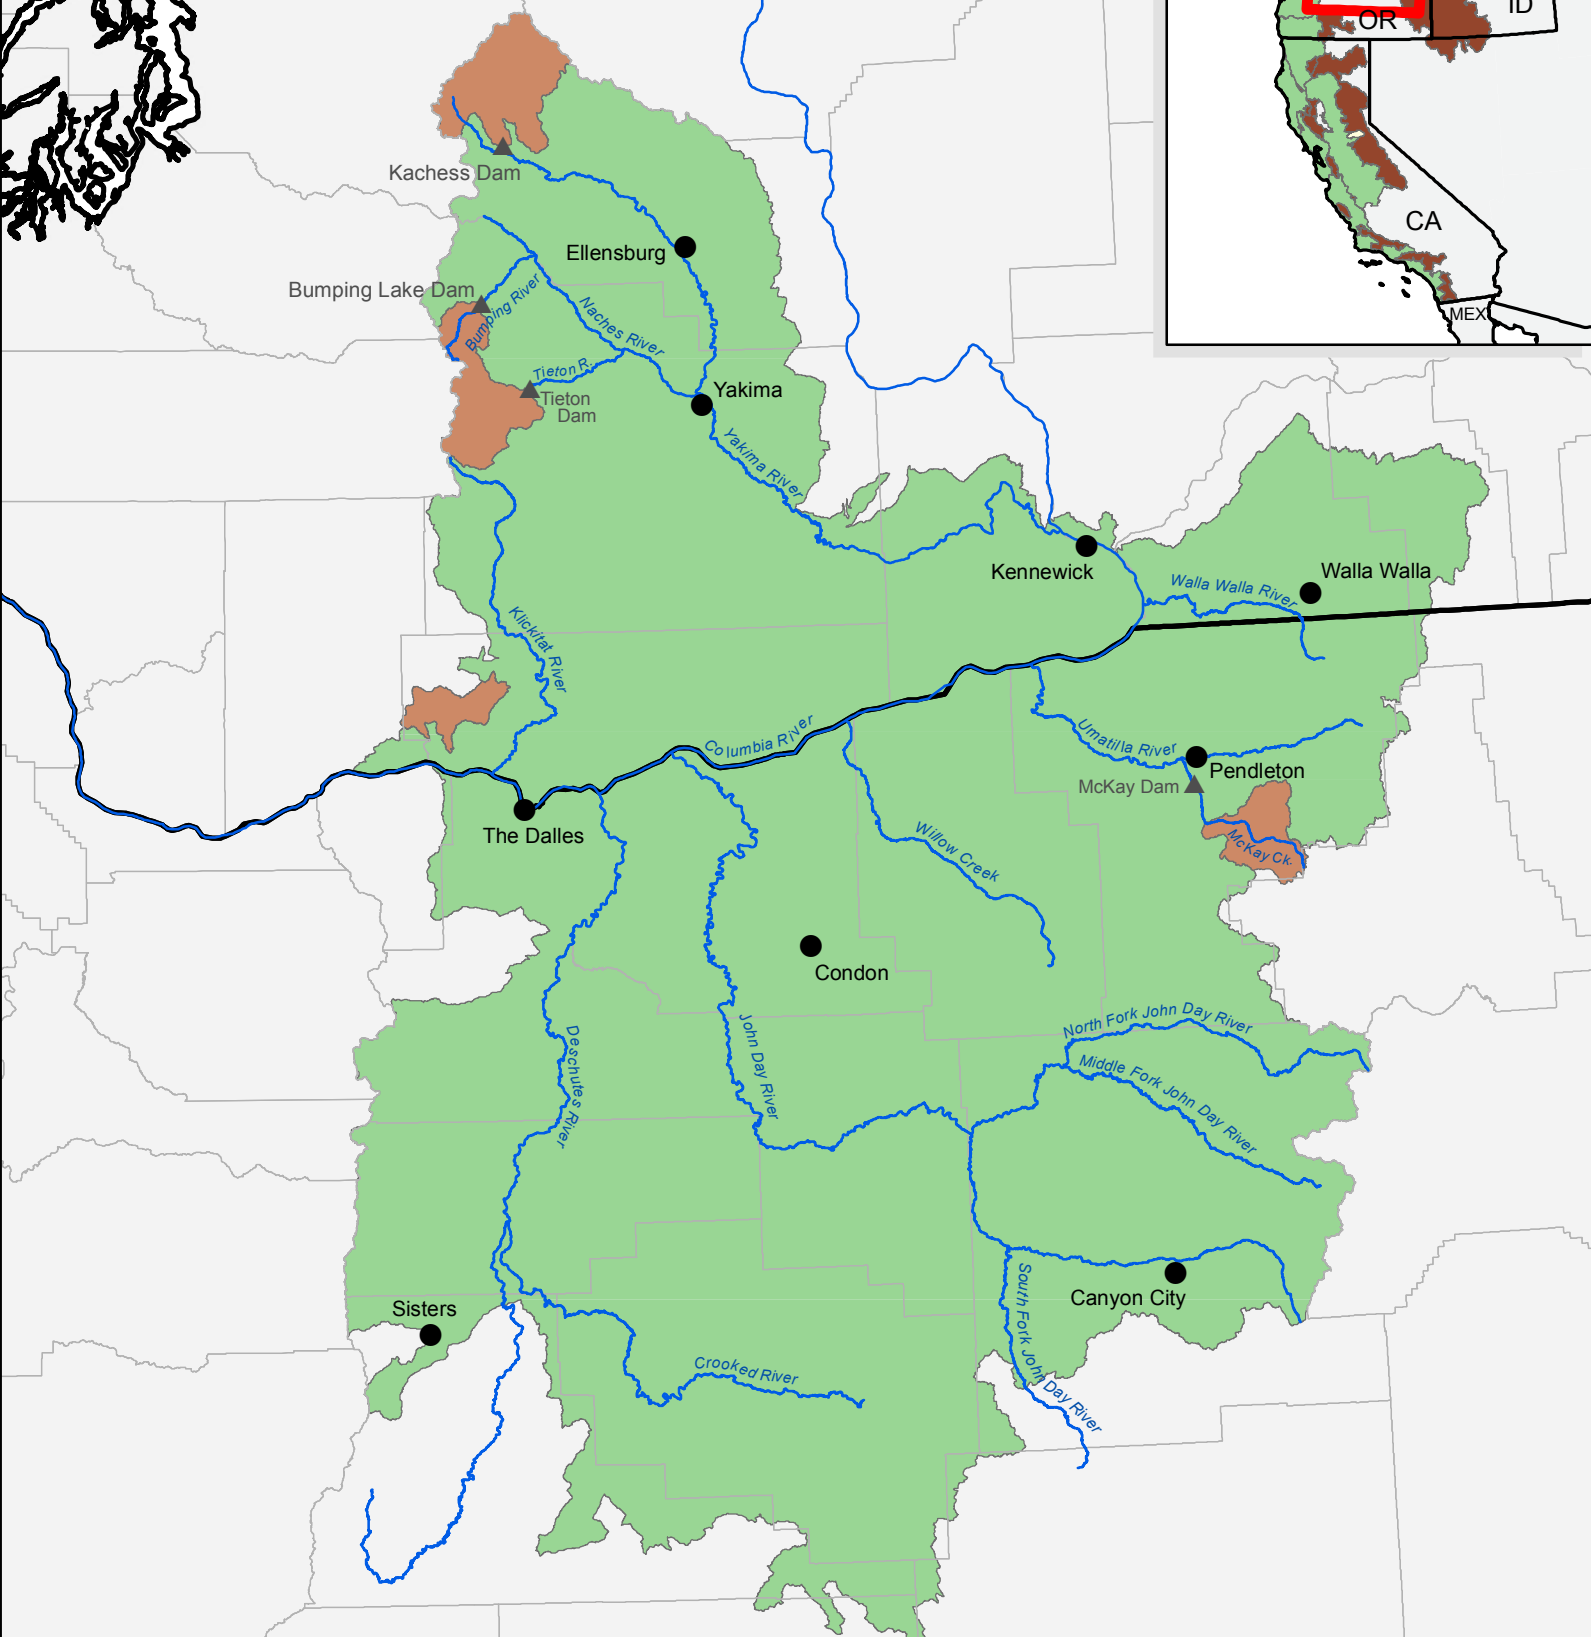 OR
ID
Kachess Dam
CA
Ellensburg
Bumping Lake Dam
Bumping River
Naches River
MEX
Tieton R.
Yakima
Tieton
Dam
Yakima River
Kennewick
Walla Walla
Walla Walla River
Klickitat River
Columbia River
Umatilla River
Pendleton
McKay Dam
The Dalles
Willow Creek
McKay Ck.
Condon
John Day River
North Fork John Day River
Deschutes River
Middle Fork John Day River
South Fork John Day River
Canyon City
Sisters
Crooked River